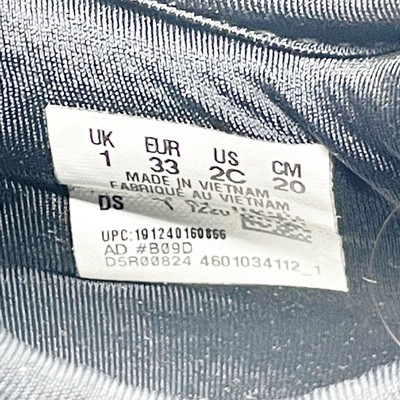 UK EUR US CM
1 33 2C 20
MADE IN VIETNAM
FABRIQUE AU VIETNAM
DS
UPC:191240160866
AD #B09D
DSR00824 4601034112_1